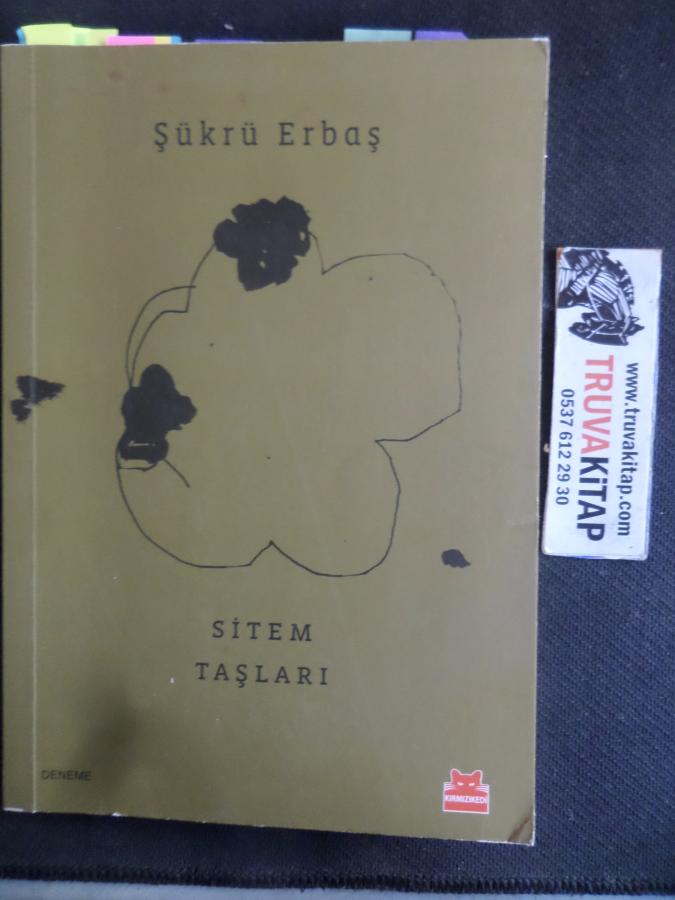 Şükrü Erbaş
SİTEM
TAŞLARI
DENEME
KIRMIZIKEDİ
www.truvakitap.com
TRUVAKİTAP
0537 612 29 30